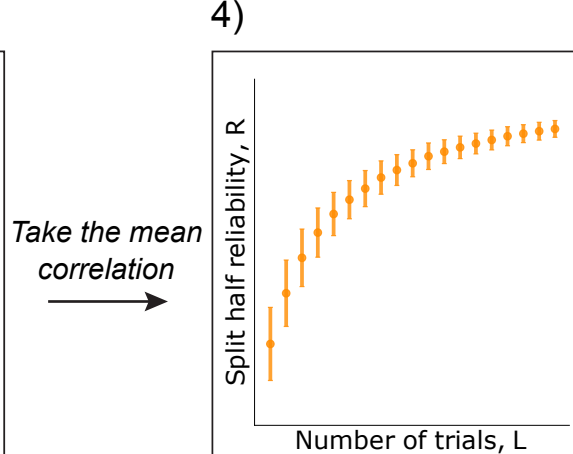 4)
Take the mean
correlation
Split half reliability, R
Number of trials, L